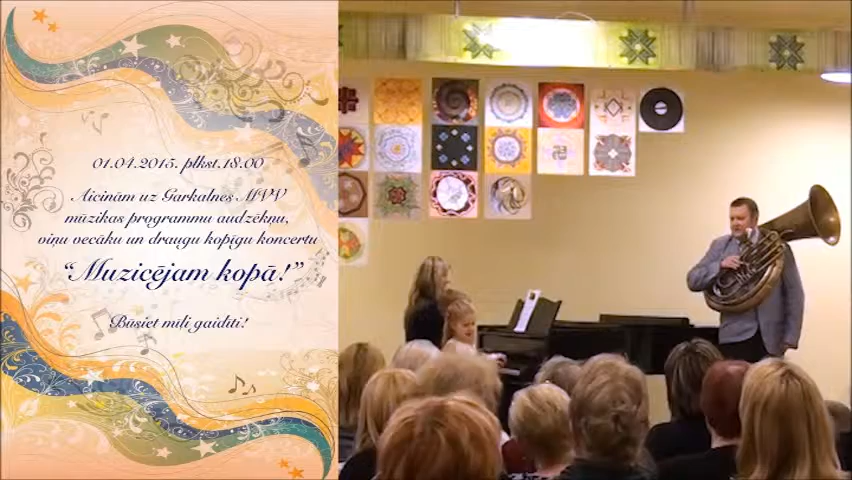 01.04.2015. plkst.18.00
Aicinām uz Garkalnes MVV
mūzikas programmu audzēkņu,
viņu vecāku un draugu kopīgu koncertu
“Muzicējam kopā!”
Būsiet mīļi gaidīti!